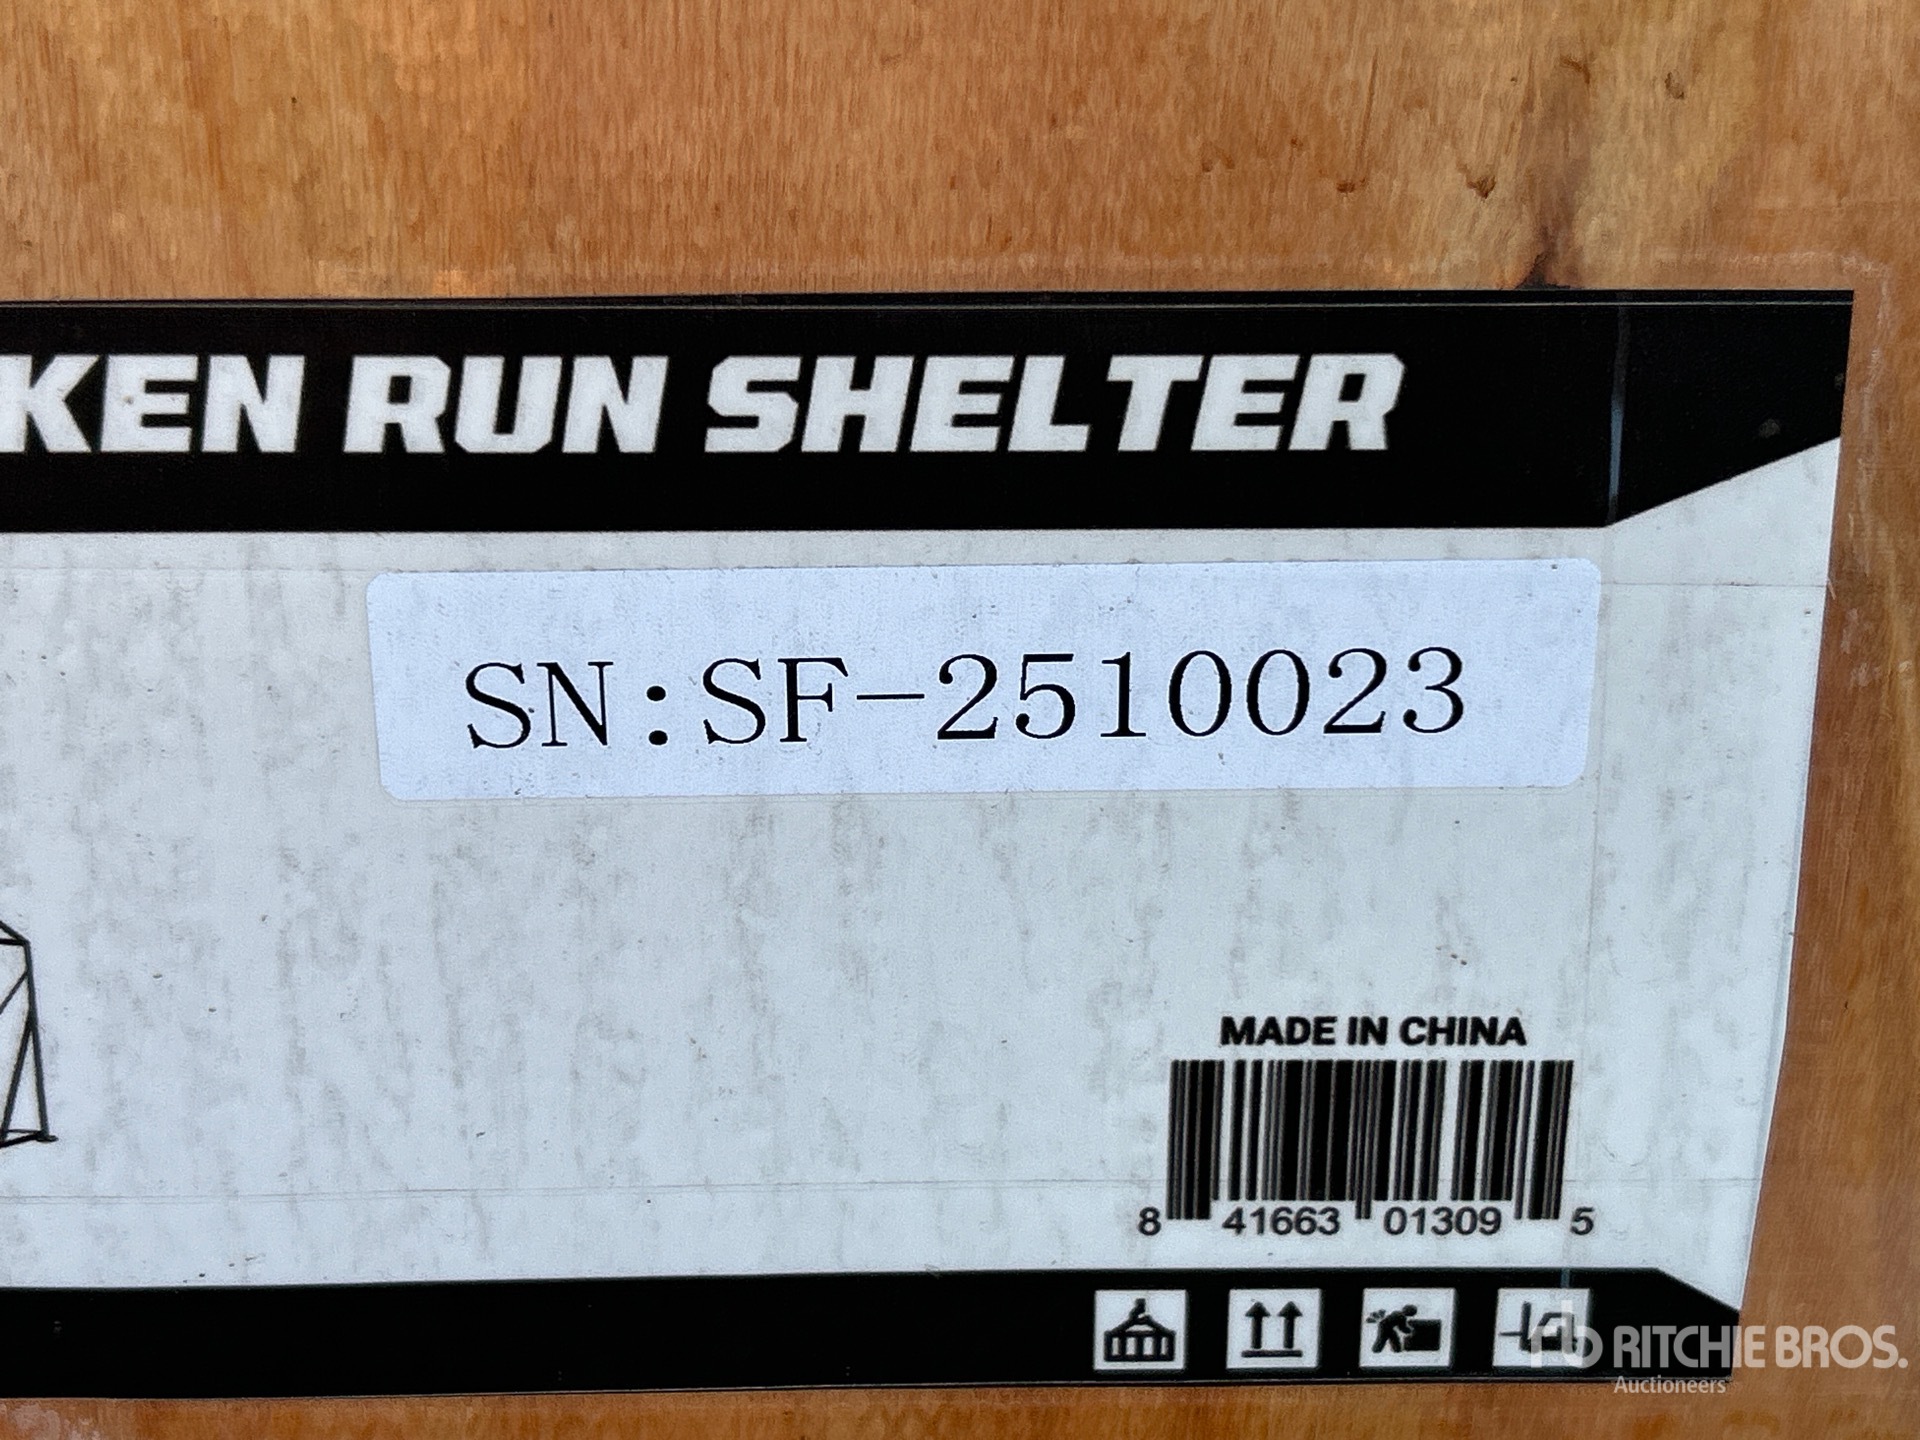 KEN RUN SHELTER
SN:SF-2510023
MADE IN CHINA
8 41663 01309 5
RITCHIE BROS.
Auctioneers